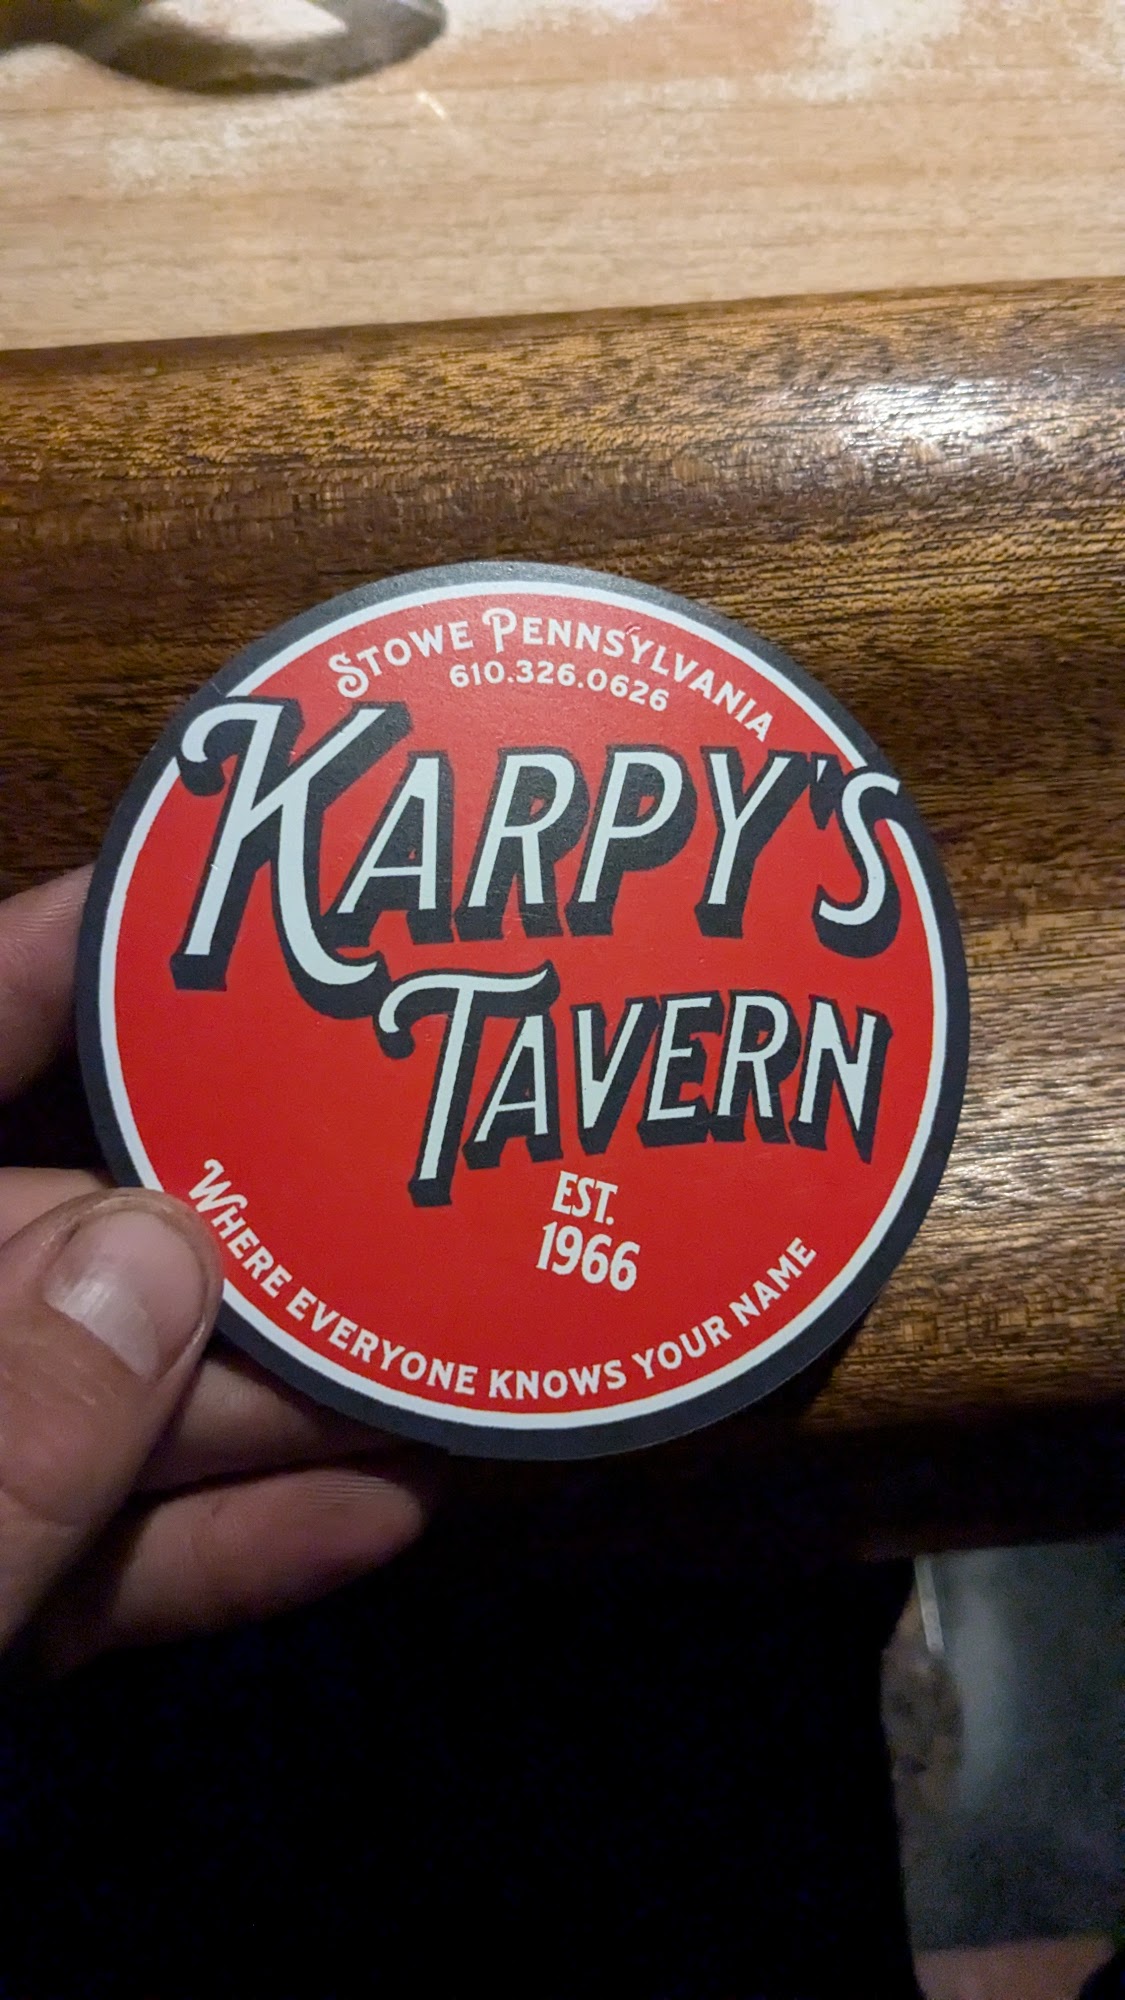 STOWE PENNSYLVANIA
610.326.0626
KARPY'S
TAVERN
EST.
1966
WHERE EVERYONE KNOWS YOUR NAME